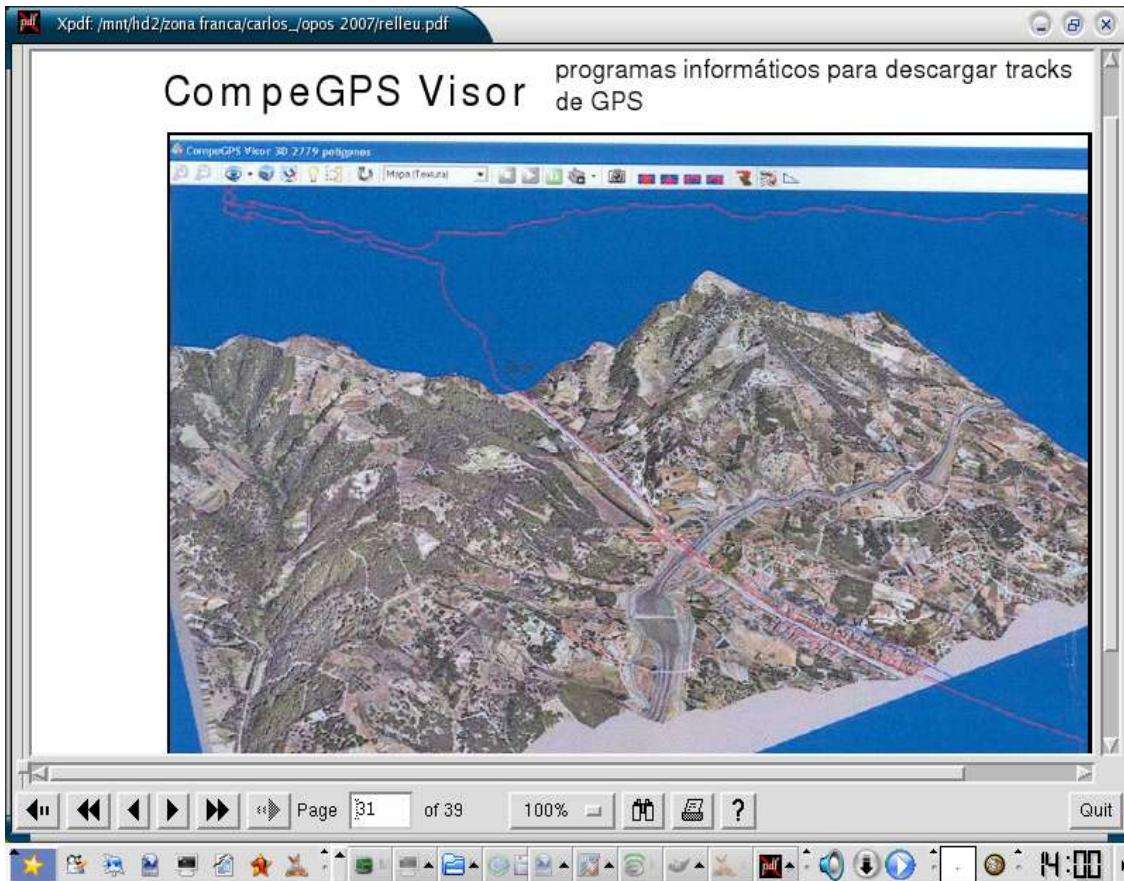 Xpdf: /mnt/hd2/zona franca/carlos_/opos 2007/relleu.pdf
CompeGPS Visor
programas informáticos para descargar tracks
de GPS
CompeGPS Visor 3D 2779 poligonos
Mapa (Textura)
Page 31 of 39
100%
?
Quit
14:00